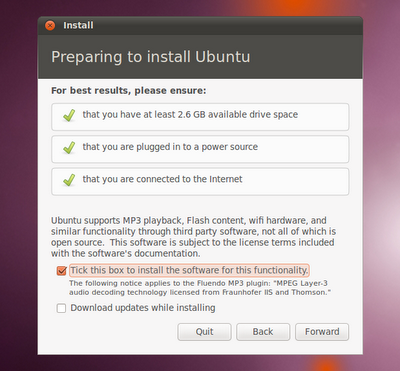 Install
Preparing to install Ubuntu
For best results, please ensure:
that you have at least 2.6 GB available drive space
that you are plugged in to a power source
that you are connected to the Internet
Ubuntu supports MP3 playback, Flash content, wifi hardware, and
similar functionality through third party software, not all of which is
open source. This software is subject to the license terms included
with the software's documentation.
Tick this box to install the software for this functionality.
The following notice applies to the Fluendo MP3 plugin: "MPEG Layer-3
audio decoding technology licensed from Fraunhofer IIS and Thomson."
Download updates while installing
Quit Back Forward